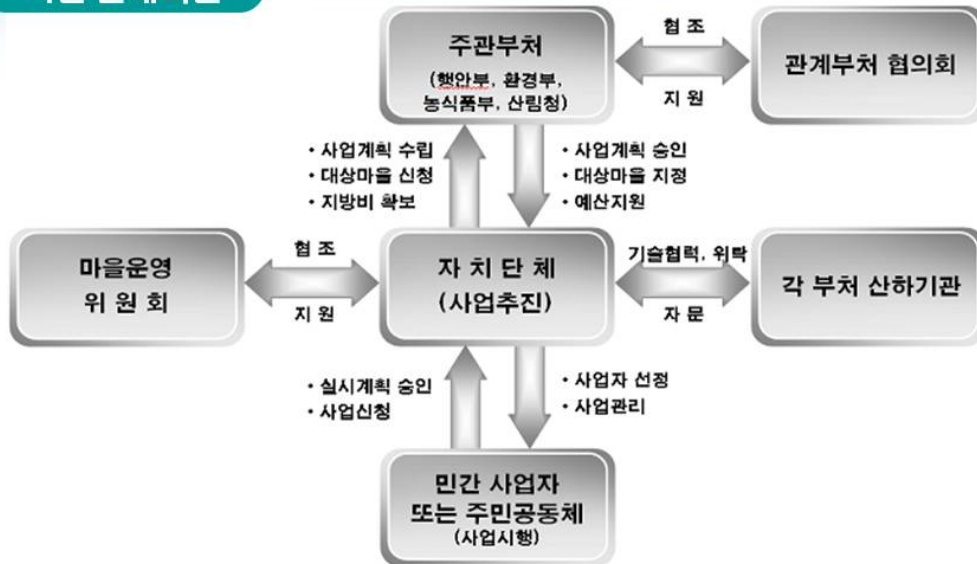 주관부처
(행안부, 환경부,
농식품부, 산림청)
협 조
지 원
관계부처 협의회
• 사업계획 수립
• 대상마을 신청
• 지방비 확보
• 사업계획 승인
• 대상마을 지정
• 예산지원
마을운영
위 원 회
협 조
지 원
자 치 단 체
(사업추진)
기술협력, 위탁
자 문
각 부처 산하기관
• 실시계획 승인
• 사업신청
• 사업자 선정
• 사업관리
민간 사업자
또는 주민공동체
(사업시행)